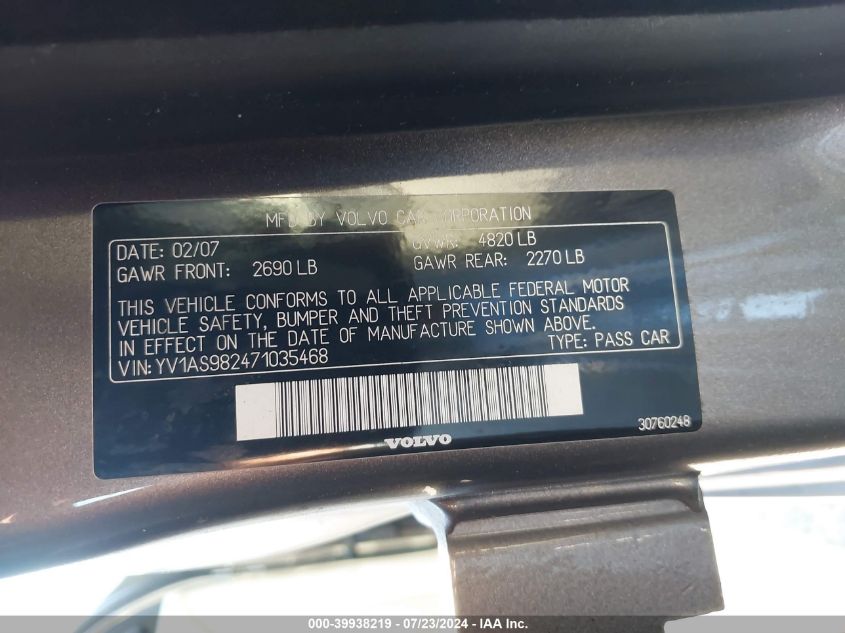 MFD BY VOLVO CAR CORPORATION
DATE: 02/07 GVWR: 4820 LB
GAWR FRONT: 2690 LB GAWR REAR: 2270 LB
THIS VEHICLE CONFORMS TO ALL APPLICABLE FEDERAL MOTOR
VEHICLE SAFETY, BUMPER AND THEFT PREVENTION STANDARDS
IN EFFECT ON THE DATE OF MANUFACTURE SHOWN ABOVE.
VIN: YV1AS982471035468 TYPE: PASS CAR
30760248
VOLVO
000-39938219 - 07/23/2024 - IAA Inc.